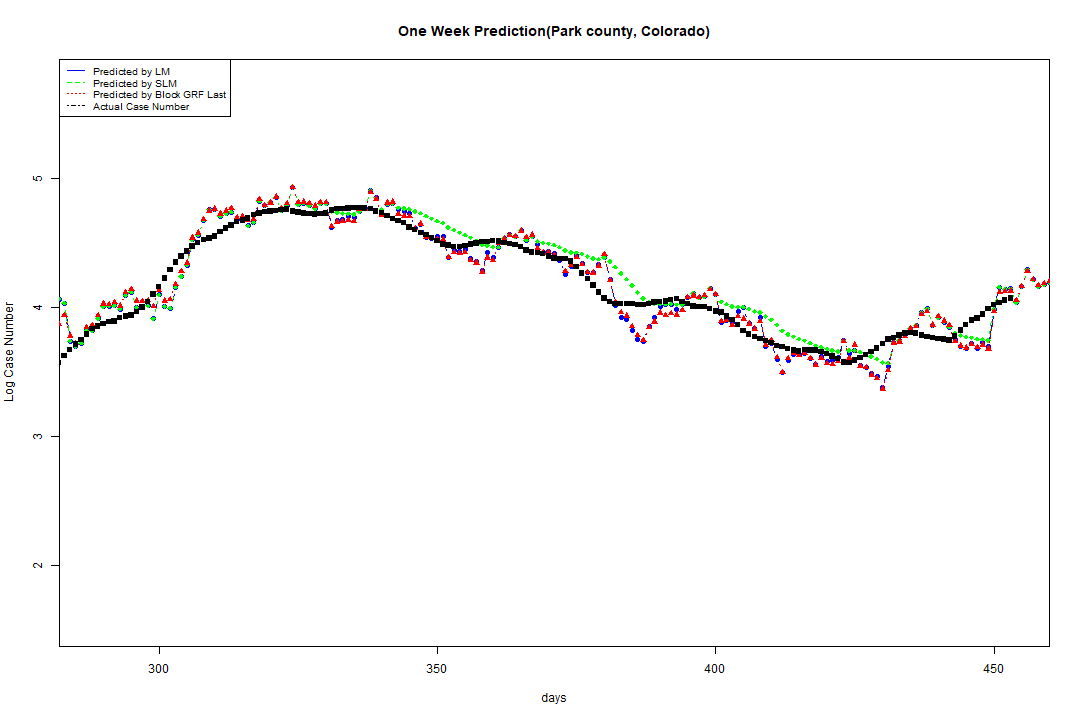 One Week Prediction(Park county, Colorado)
Predicted by LM
Predicted by SLM
Predicted by Block GRF Last
Actual Case Number
Log Case Number
5
4
3
2
300
350
400
450
days